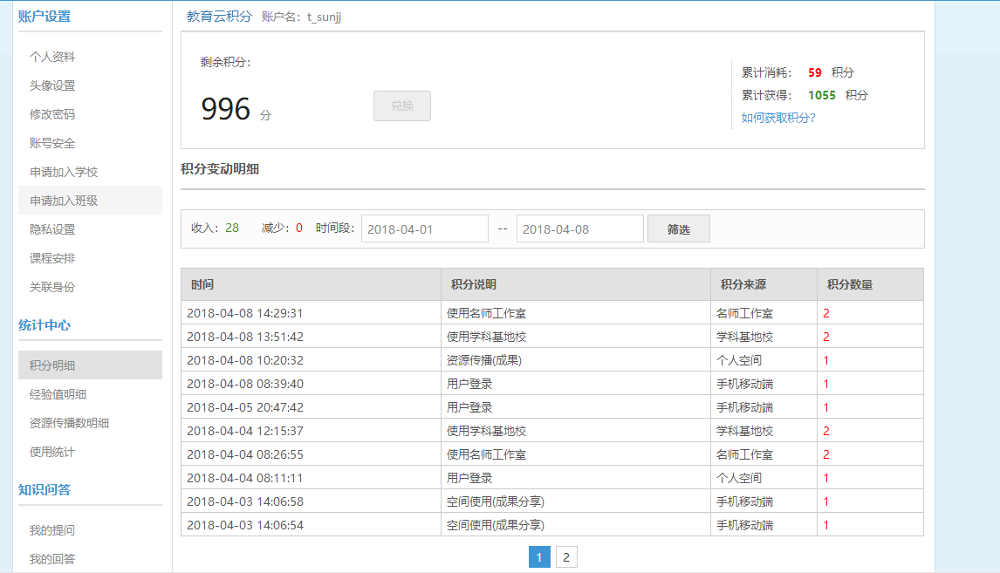 账户设置
个人资料
头像设置
修改密码
账号安全
申请加入学校
申请加入班级
隐私设置
课程安排
关联身份
统计中心
积分明细
经验值明细
资源传播数明细
使用统计
知识问答
我的提问
我的回答
教育云积分 账户名：t_sunjj
剩余积分：
996 分
兑换
累计消耗： 59 积分
累计获得： 1055 积分
如何获取积分？
积分变动明细
收入：28 减少：0 时间段： 2018-04-01 -- 2018-04-08 筛选
时间 积分说明 积分来源 积分数量
2018-04-08 14:29:31 使用名师工作室 名师工作室 2
2018-04-08 13:51:42 使用学科基地校 学科基地校 2
2018-04-08 10:20:32 资源传播(成果) 个人空间 1
2018-04-08 08:39:40 用户登录 手机移动端 1
2018-04-05 20:47:42 用户登录 手机移动端 1
2018-04-04 12:15:37 使用学科基地校 学科基地校 2
2018-04-04 08:26:55 使用名师工作室 名师工作室 2
2018-04-04 08:11:11 用户登录 个人空间 1
2018-04-03 14:06:58 空间使用(成果分享) 手机移动端 1
2018-04-03 14:06:54 空间使用(成果分享) 手机移动端 1
1 2